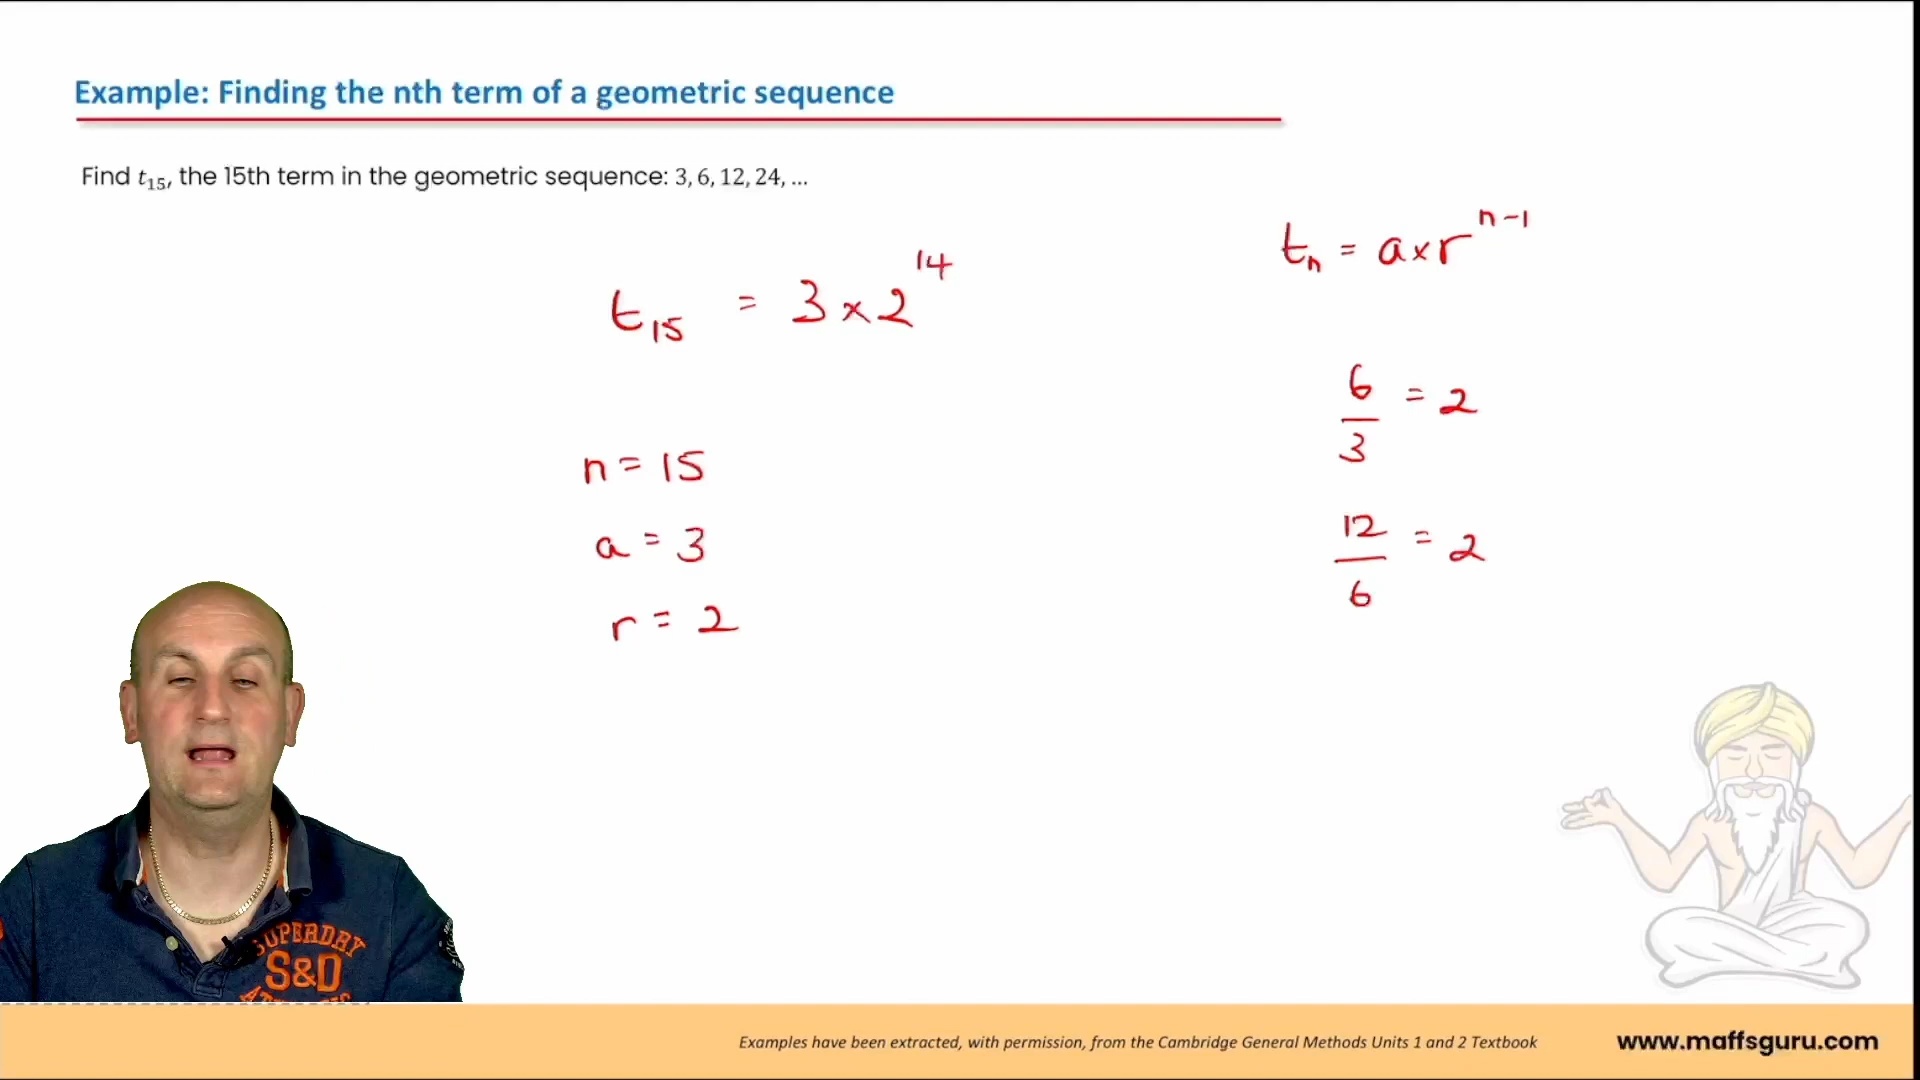 Example: Finding the nth term of a geometric sequence
Find t₁₅, the 15th term in the geometric sequence: 3, 6, 12, 24, ...
tₙ = a×rⁿ⁻¹
t₁₅ = 3×2¹⁴
6/3 = 2
n = 15
12/6 = 2
a = 3
r = 2
SUPERDRY
S&D
Examples have been extracted, with permission, from the Cambridge General Methods Units 1 and 2 Textbook
www.maffsguru.com